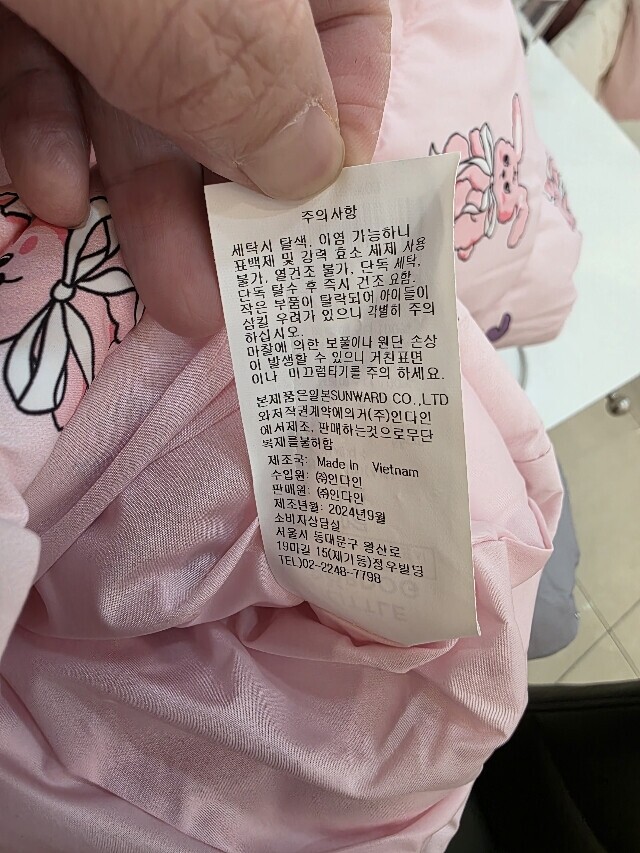 주의사항
세탁시 탈색, 이염 가능하니
표백제 및 강력 효소 세제 사용
불가, 열건조 불가, 단독 세탁,
단독 탈수 후 즉시 건조 요함.
작은 부품이 탈락되어 아이들이
삼킬 우려가 있으니 각별히 주의
하십시오.
마찰에 의한 보풀이나 원단 손상
이 발생할 수 있으니 거친표면
이나 미끄럼틀기를 주의 하세요.
본제품은일본SUNWARD CO.,LTD
와저작권계약에의거(주)인다인
에서제조, 판매하는것으로무단
복제를불허함
제조국: Made in Vietnam
수입원: ㈜인다인
판매원: ㈜인다인
제조년월: 2024년9월
소비자상담실
서울시 동대문구 왕산로
19마길 15(제기동)정우빌딩
TEL)02-2248-7798